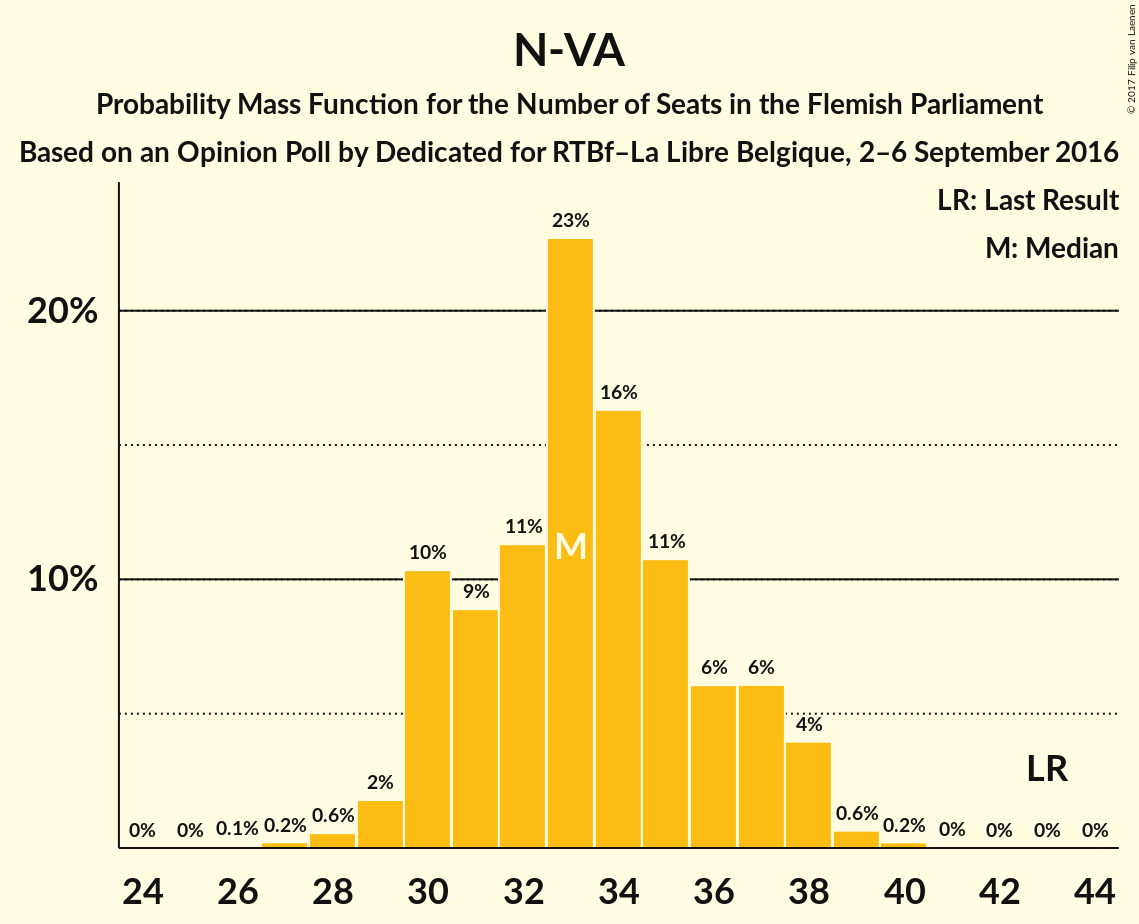 N-VA
Probability Mass Function for the Number of Seats in the Flemish Parliament
Based on an Opinion Poll by Dedicated for RTBf–La Libre Belgique, 2–6 September 2016
© 2017 Filip van Laenen
LR: Last Result
M: Median
20%
10%
0% 0% 0.1% 0.2% 0.6% 2% 10% 9% 11% 23% 16% 11% 6% 6% 4% 0.6% 0.2% 0% 0% 0% 0%
M
LR
24 26 28 30 32 34 36 38 40 42 44